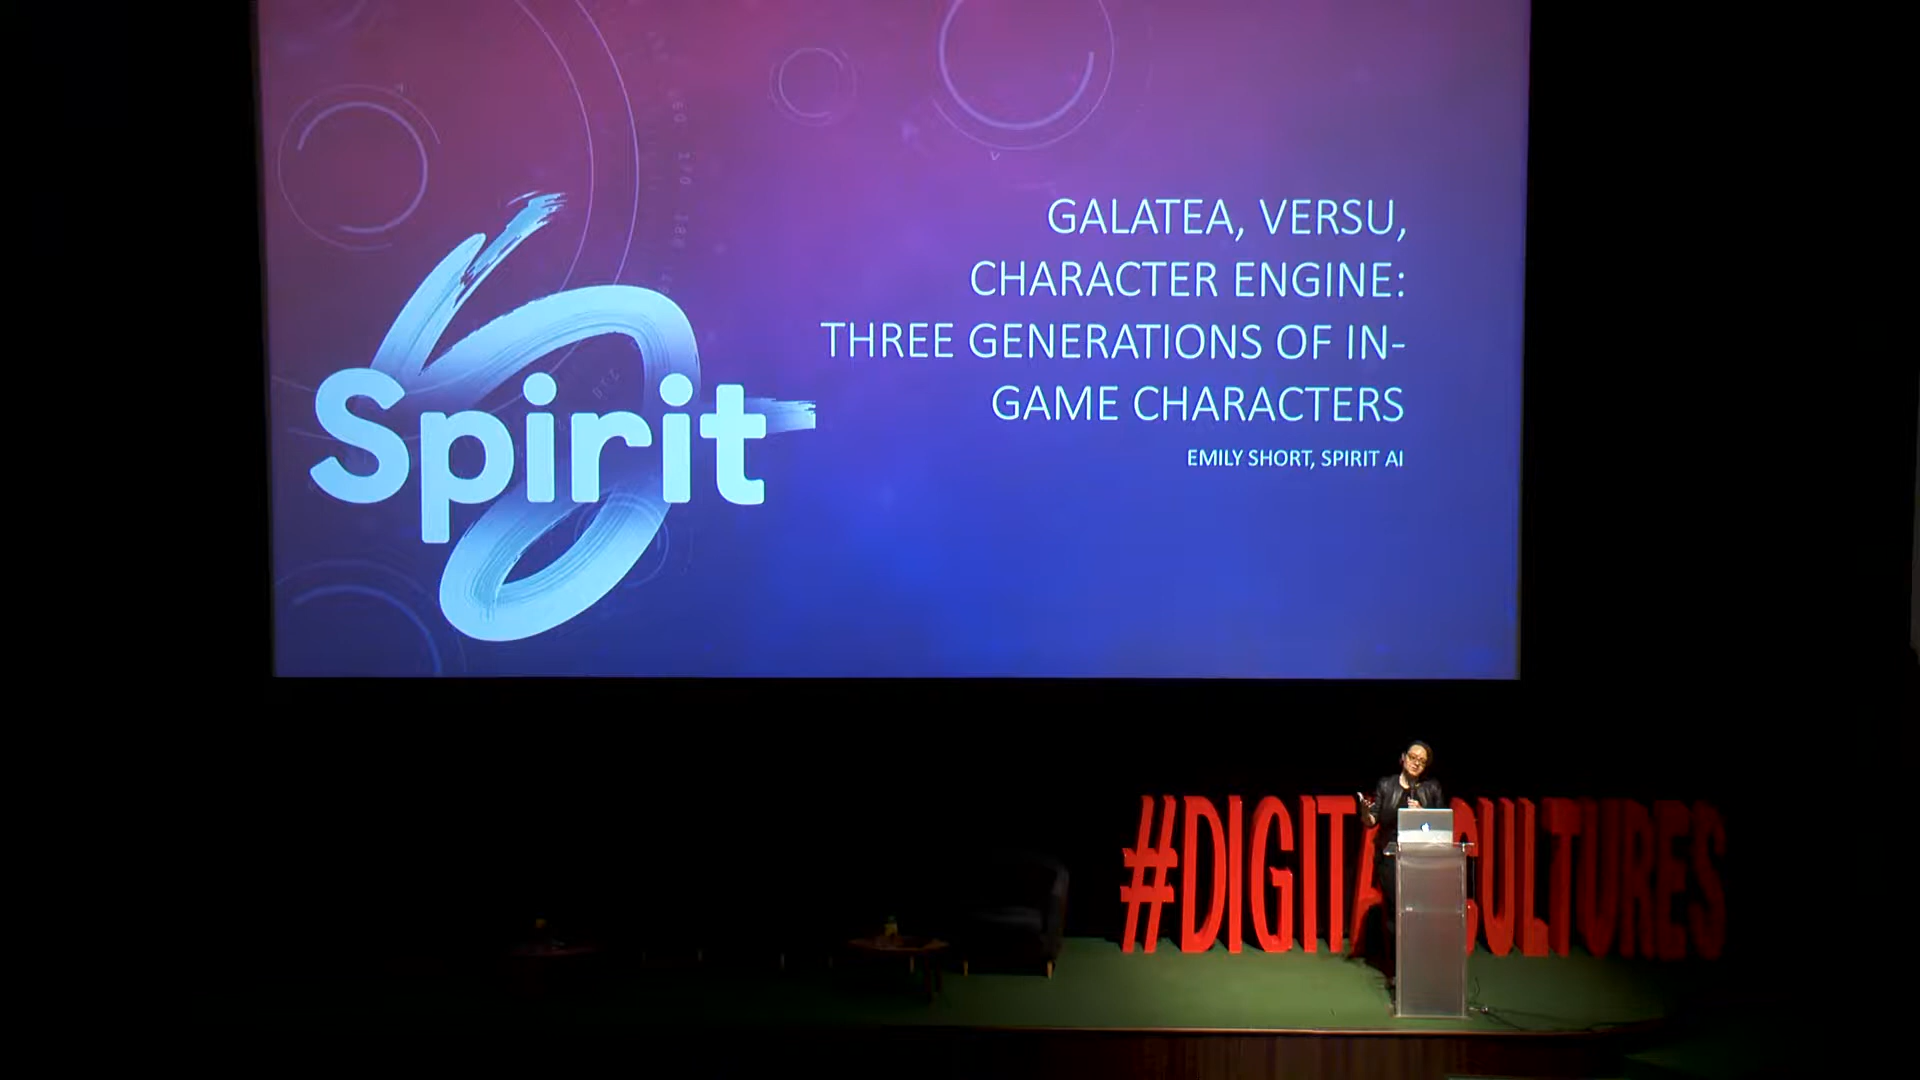 GALATEA, VERSU,
CHARACTER ENGINE:
THREE GENERATIONS OF IN-
GAME CHARACTERS
EMILY SHORT, SPIRIT AI
Spirit
#DIGITA CULTURES